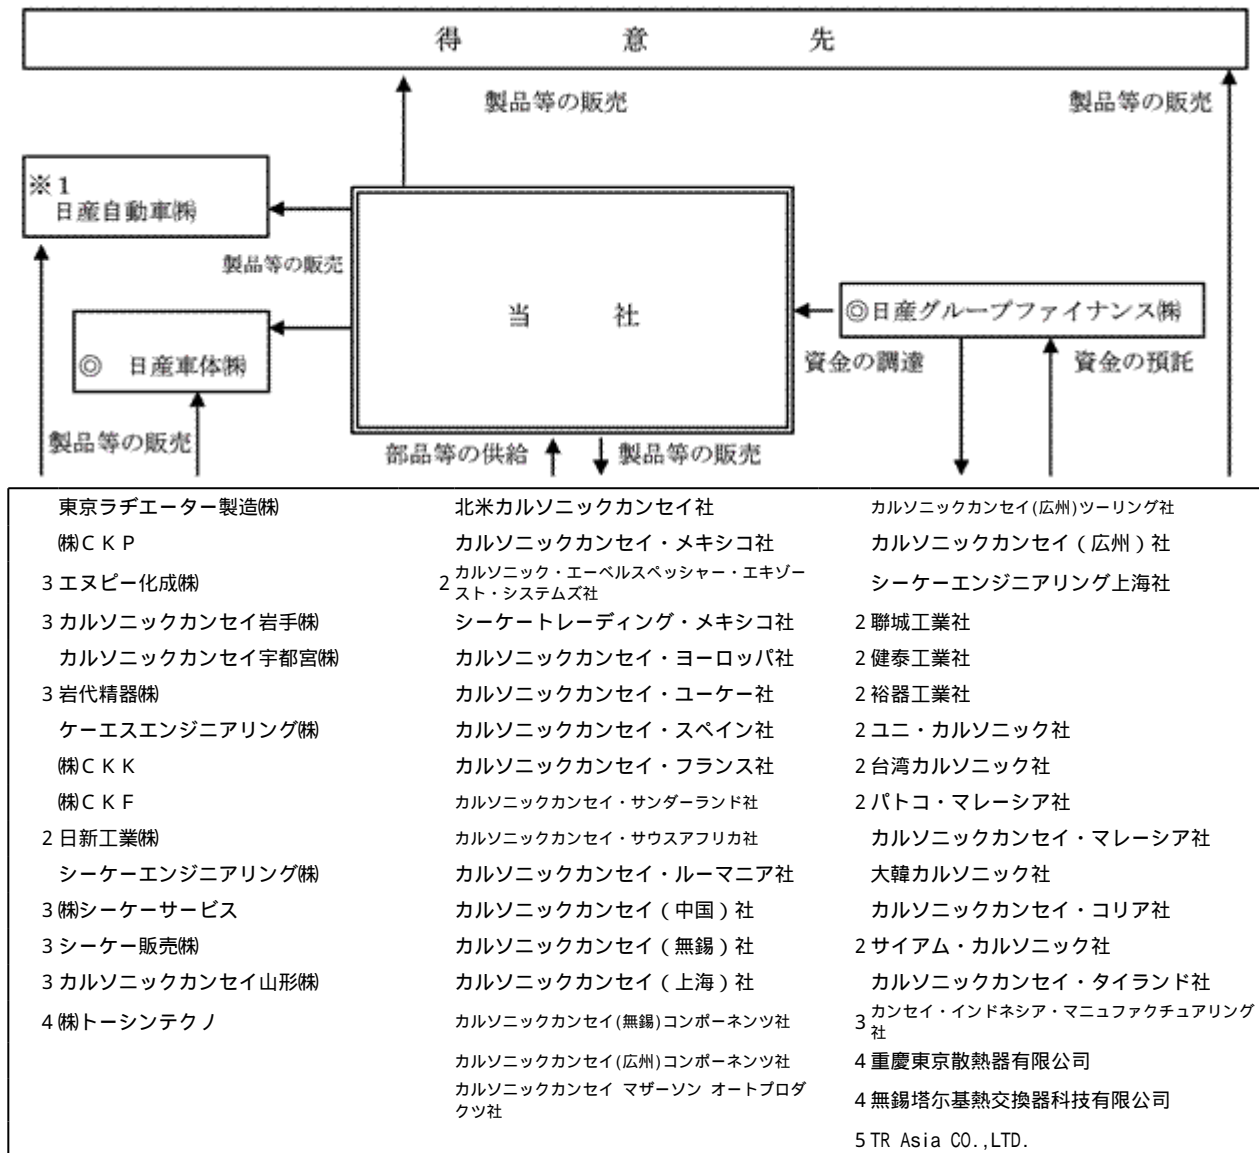 得意先
製品等の販売
製品等の販売
※1
日産自動車㈱
製品等の販売
当社
◎日産グループファイナンス㈱
◎ 日産車体㈱
資金の調達
資金の預託
製品等の販売
部品等の供給
製品等の販売
東京ラヂエーター製造㈱
㈱CKP
3 エヌピー化成㈱
3 カルソニックカンセイ岩手㈱
カルソニックカンセイ宇都宮㈱
3 岩代精器㈱
ケーエスエンジニアリング㈱
㈱CKK
㈱CKF
2 日新工業㈱
シーケーエンジニアリング㈱
3 ㈱シーケーサービス
3 シーケー販売㈱
3 カルソニックカンセイ山形㈱
4 ㈱トーシンテクノ
北米カルソニックカンセイ社
カルソニックカンセイ・メキシコ社
2 カルソニック・エーベルスペッシャー・エキゾー
スト・システムズ社
シーケートレーディング・メキシコ社
カルソニックカンセイ・ヨーロッパ社
カルソニックカンセイ・ユーケー社
カルソニックカンセイ・スペイン社
カルソニックカンセイ・フランス社
カルソニックカンセイ・サンダーランド社
カルソニックカンセイ・サウスアフリカ社
カルソニックカンセイ・ルーマニア社
カルソニックカンセイ(中国)社
カルソニックカンセイ(無錫)社
カルソニックカンセイ(上海)社
カルソニックカンセイ(無錫)コンポーネンツ社
カルソニックカンセイ(広州)コンポーネンツ社
カルソニックカンセイ マザーソン オートプロダ
クツ社
カルソニックカンセイ(広州)ツーリング社
カルソニックカンセイ(広州)社
シーケーエンジニアリング上海社
2 聯城工業社
2 健泰工業社
2 裕器工業社
2 ユニ・カルソニック社
2 台湾カルソニック社
2 パトコ・マレーシア社
カルソニックカンセイ・マレーシア社
大韓カルソニック社
カルソニックカンセイ・コリア社
2 サイアム・カルソニック社
カルソニックカンセイ・タイランド社
3 カンセイ・インドネシア・マニュファクチュアリング
社
4 重慶東京散熱器有限公司
4 無錫塔尓基熱交換器科技有限公司
5 TR Asia CO.,LTD.